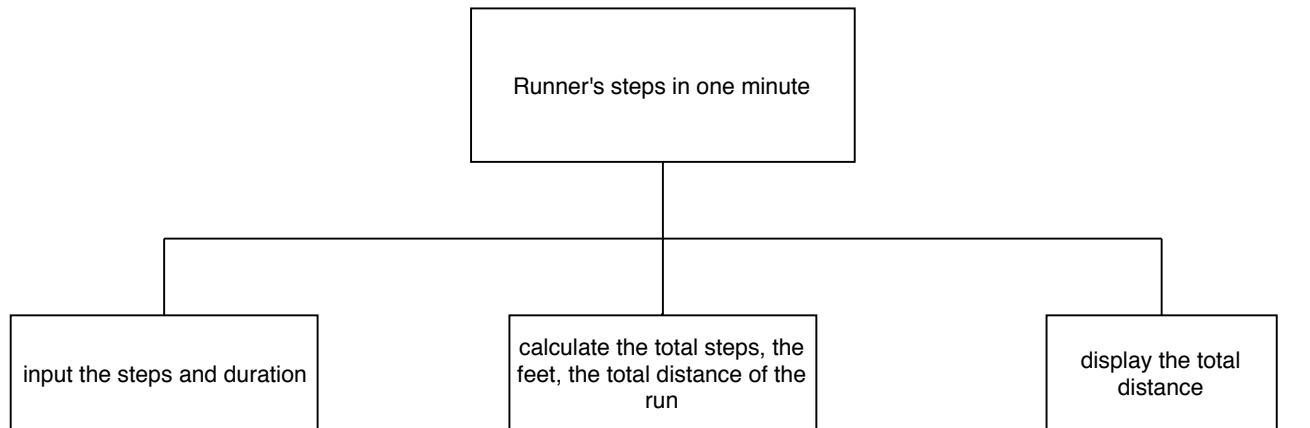 Runner's steps in one minute
input the steps and duration
calculate the total steps, the
feet, the total distance of the
run
display the total
distance